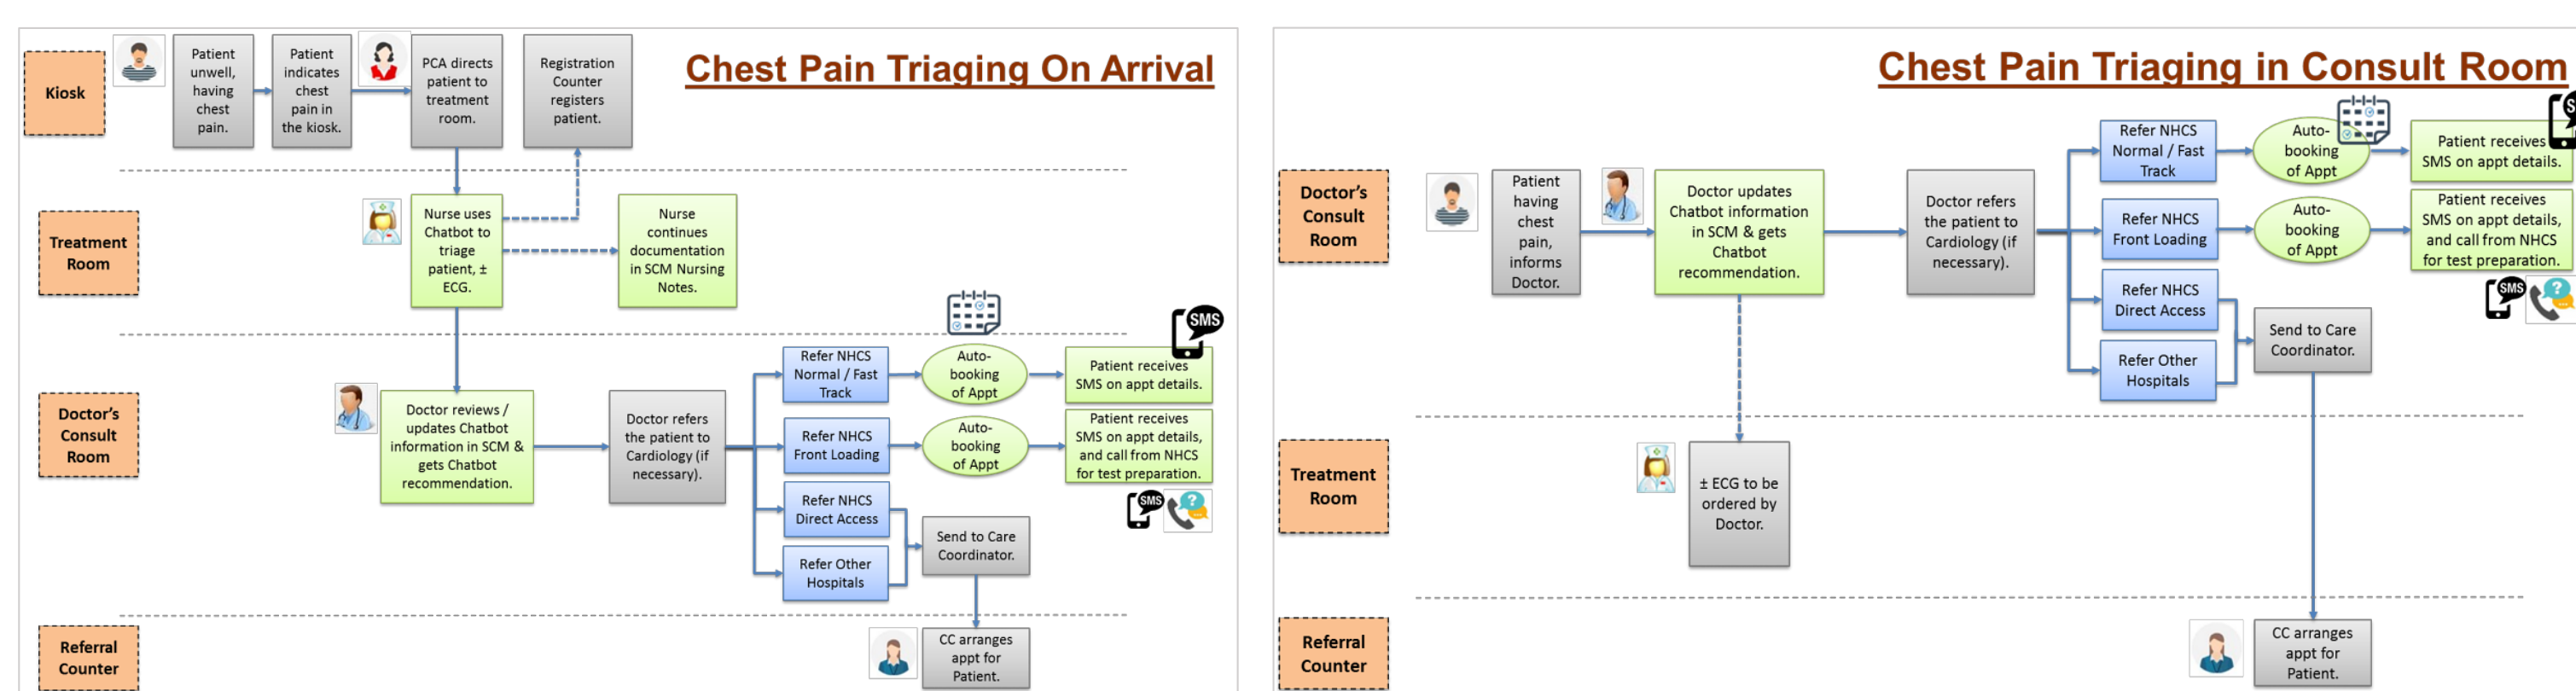 Chest Pain Triaging On Arrival
Kiosk
Patient
unwell,
having
chest
pain.
Patient
indicates
chest
pain in
the kiosk.
PCA directs
patient to
treatment
room.
Registration
Counter
registers
patient.
Treatment
Room
Nurse uses
Chatbot to
triage
patient, ±
ECG.
Nurse
continues
documentation
in SCM Nursing
Notes.
Doctor's
Consult
Room
Doctor reviews /
updates Chatbot
information in SCM &
gets Chatbot
recommendation.
Doctor refers
the patient to
Cardiology (if
necessary).
Refer NHCS
Normal / Fast
Track
Auto-
booking
of Appt
SMS
Patient receives
SMS on appt details.
Refer NHCS
Front Loading
Auto-
booking
of Appt
Patient receives
SMS on appt details,
and call from NHCS
for test preparation.
SMS
?
Refer NHCS
Direct Access
Refer Other
Hospitals
Send to Care
Coordinator.
Referral
Counter
CC arranges
appt for
Patient.
Chest Pain Triaging in Consult Room
Doctor's
Consult
Room
Patient
having
chest
pain,
informs
Doctor.
Doctor updates
Chatbot information
in SCM & gets
Chatbot
recommendation.
Doctor refers
the patient to
Cardiology (if
necessary).
Refer NHCS
Normal / Fast
Track
Auto-
booking
of Appt
Patient receives
SMS on appt details.
Refer NHCS
Front Loading
Auto-
booking
of Appt
Patient receives
SMS on appt details,
and call from NHCS
for test preparation.
SMS
?
Refer NHCS
Direct Access
Refer Other
Hospitals
Send to Care
Coordinator.
Treatment
Room
± ECG to be
ordered by
Doctor.
Referral
Counter
CC arranges
appt for
Patient.